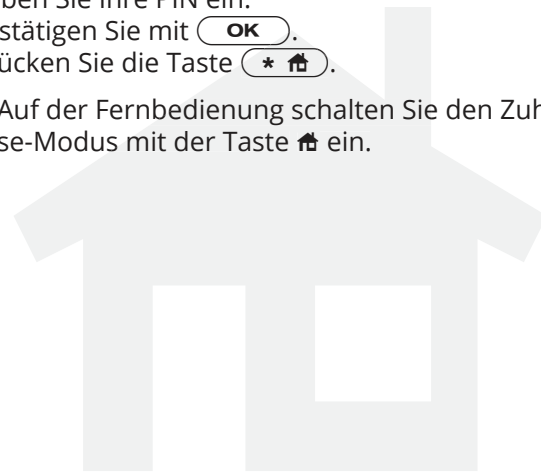 ben Sie Ihre PIN ein.
stätigen Sie mit OK .
ücken Sie die Taste * .
Auf der Fernbedienung schalten Sie den Zuh
se-Modus mit der Taste ein.